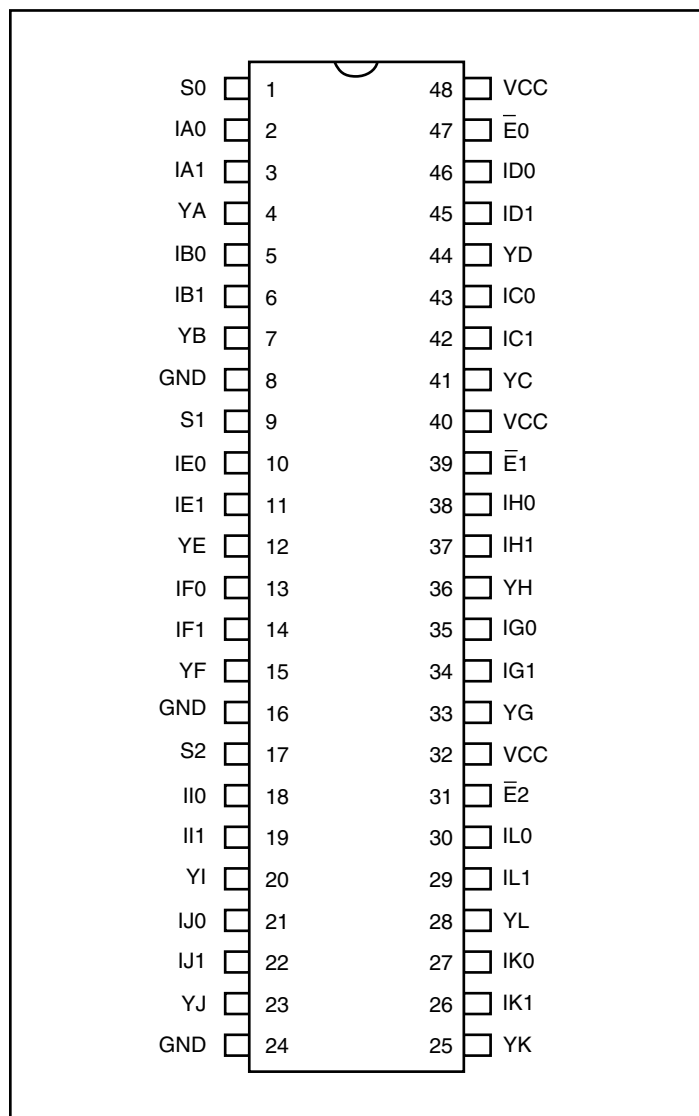 S0 1 48 VCC
IA0 2 47 E̅0
IA1 3 46 ID0
YA 4 45 ID1
IB0 5 44 YD
IB1 6 43 IC0
YB 7 42 IC1
GND 8 41 YC
S1 9 40 VCC
IE0 10 39 E̅1
IE1 11 38 IH0
YE 12 37 IH1
IF0 13 36 YH
IF1 14 35 IG0
YF 15 34 IG1
GND 16 33 YG
S2 17 32 VCC
II0 18 31 E̅2
II1 19 30 IL0
YI 20 29 IL1
IJ0 21 28 YL
IJ1 22 27 IK0
YJ 23 26 IK1
GND 24 25 YK